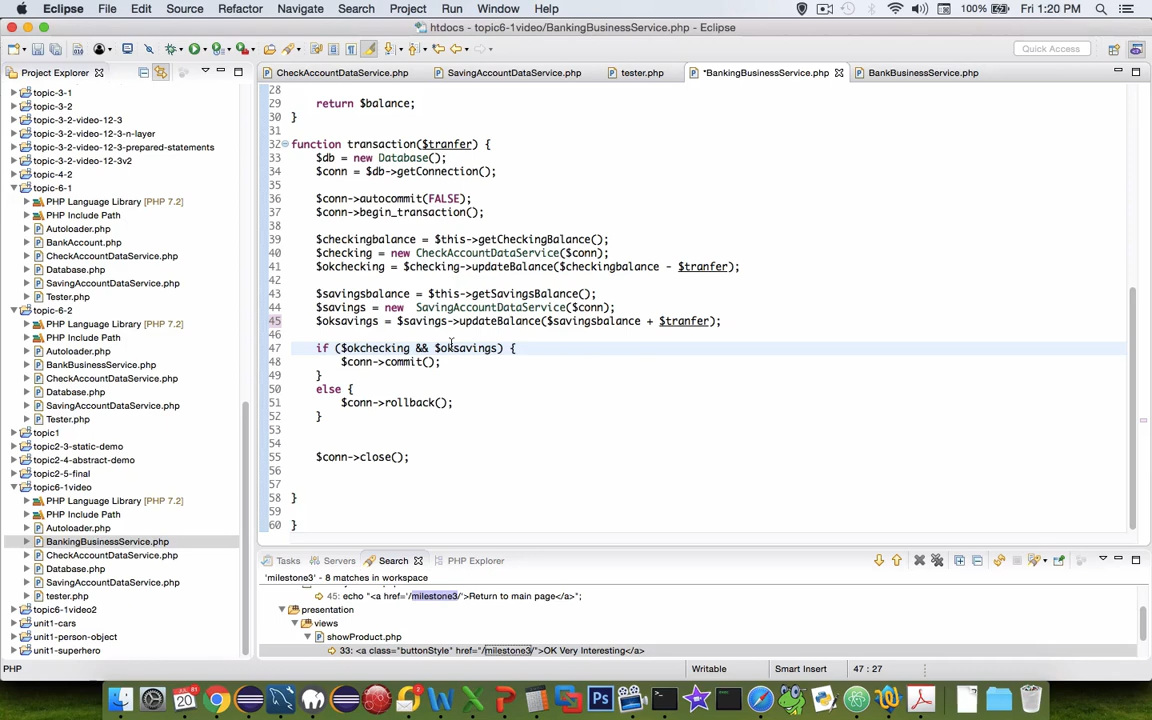 Eclipse File Edit Source Refactor Navigate Search Project Run Window Help 100% Fri 1:20 PM
htdocs - topic6-1video/BankingBusinessService.php - Eclipse
Quick Access
Project Explorer
CheckAccountDataService.php SavingAccountDataService.php tester.php *BankingBusinessService.php BankBusinessService.php
topic-3-1
topic-3-2
topic-3-2-video-12-3
topic-3-2-video-12-3-n-layer
topic-3-2-video-12-3-prepared-statements
topic-3-2-video-12-3v2
topic-4-2
topic-6-1
PHP Language Library [PHP 7.2]
PHP Include Path
Autoloader.php
BankAccount.php
CheckAccountDataService.php
Database.php
SavingAccountDataService.php
Tester.php
topic-6-2
PHP Language Library [PHP 7.2]
PHP Include Path
Autoloader.php
BankBusinessService.php
CheckAccountDataService.php
Database.php
SavingAccountDataService.php
Tester.php
topic1
topic2-3-static-demo
topic-2-4-abstract-demo
topic2-5-final
topic6-1video
PHP Language Library [PHP 7.2]
PHP Include Path
Autoloader.php
BankingBusinessService.php
CheckAccountDataService.php
Database.php
SavingAccountDataService.php
tester.php
topic6-1video2
unit1-cars
unit1-person-object
unit1-superhero
28
29 return $balance;
30 }
31
32 function transaction($tranfer) {
33 $db = new Database();
34 $conn = $db->getConnection();
35
36 $conn->autocommit(FALSE);
37 $conn->begin_transaction();
38
39 $checkingbalance = $this->getCheckingBalance();
40 $checking = new CheckAccountDataService($conn);
41 $okchecking = $checking->updateBalance($checkingbalance - $tranfer);
42
43 $savingsbalance = $this->getSavingsBalance();
44 $savings = new SavingAccountDataService($conn);
45 $oksavings = $savings->updateBalance($savingsbalance + $tranfer);
46
47 if ($okchecking && $oksavings) {
48 $conn->commit();
49 }
50 else {
51 $conn->rollback();
52 }
53
54
55 $conn->close();
56
57
58 }
59
60 }
Tasks Servers Search PHP Explorer
'milestone3' - 8 matches in workspace
45: echo "<a href='/milestone3/'>Return to main page</a>";
presentation
views
showProduct.php
33: <a class="buttonStyle" href="/milestone3/">OK Very Interesting</a>
PHP Writable Smart Insert 47 : 27